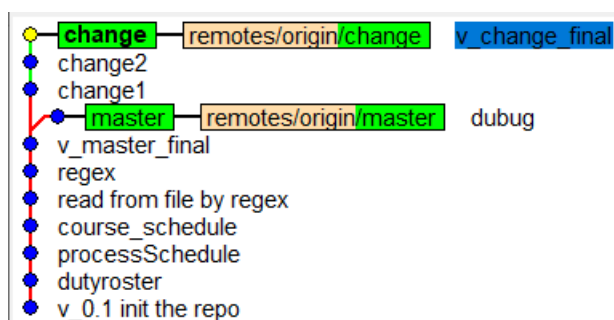 change remotes/origin/change v_change_final
change2
change1
master remotes/origin/master dubug
v_master_final
regex
read from file by regex
course_schedule
processSchedule
dutyroster
v_0.1 init the repo